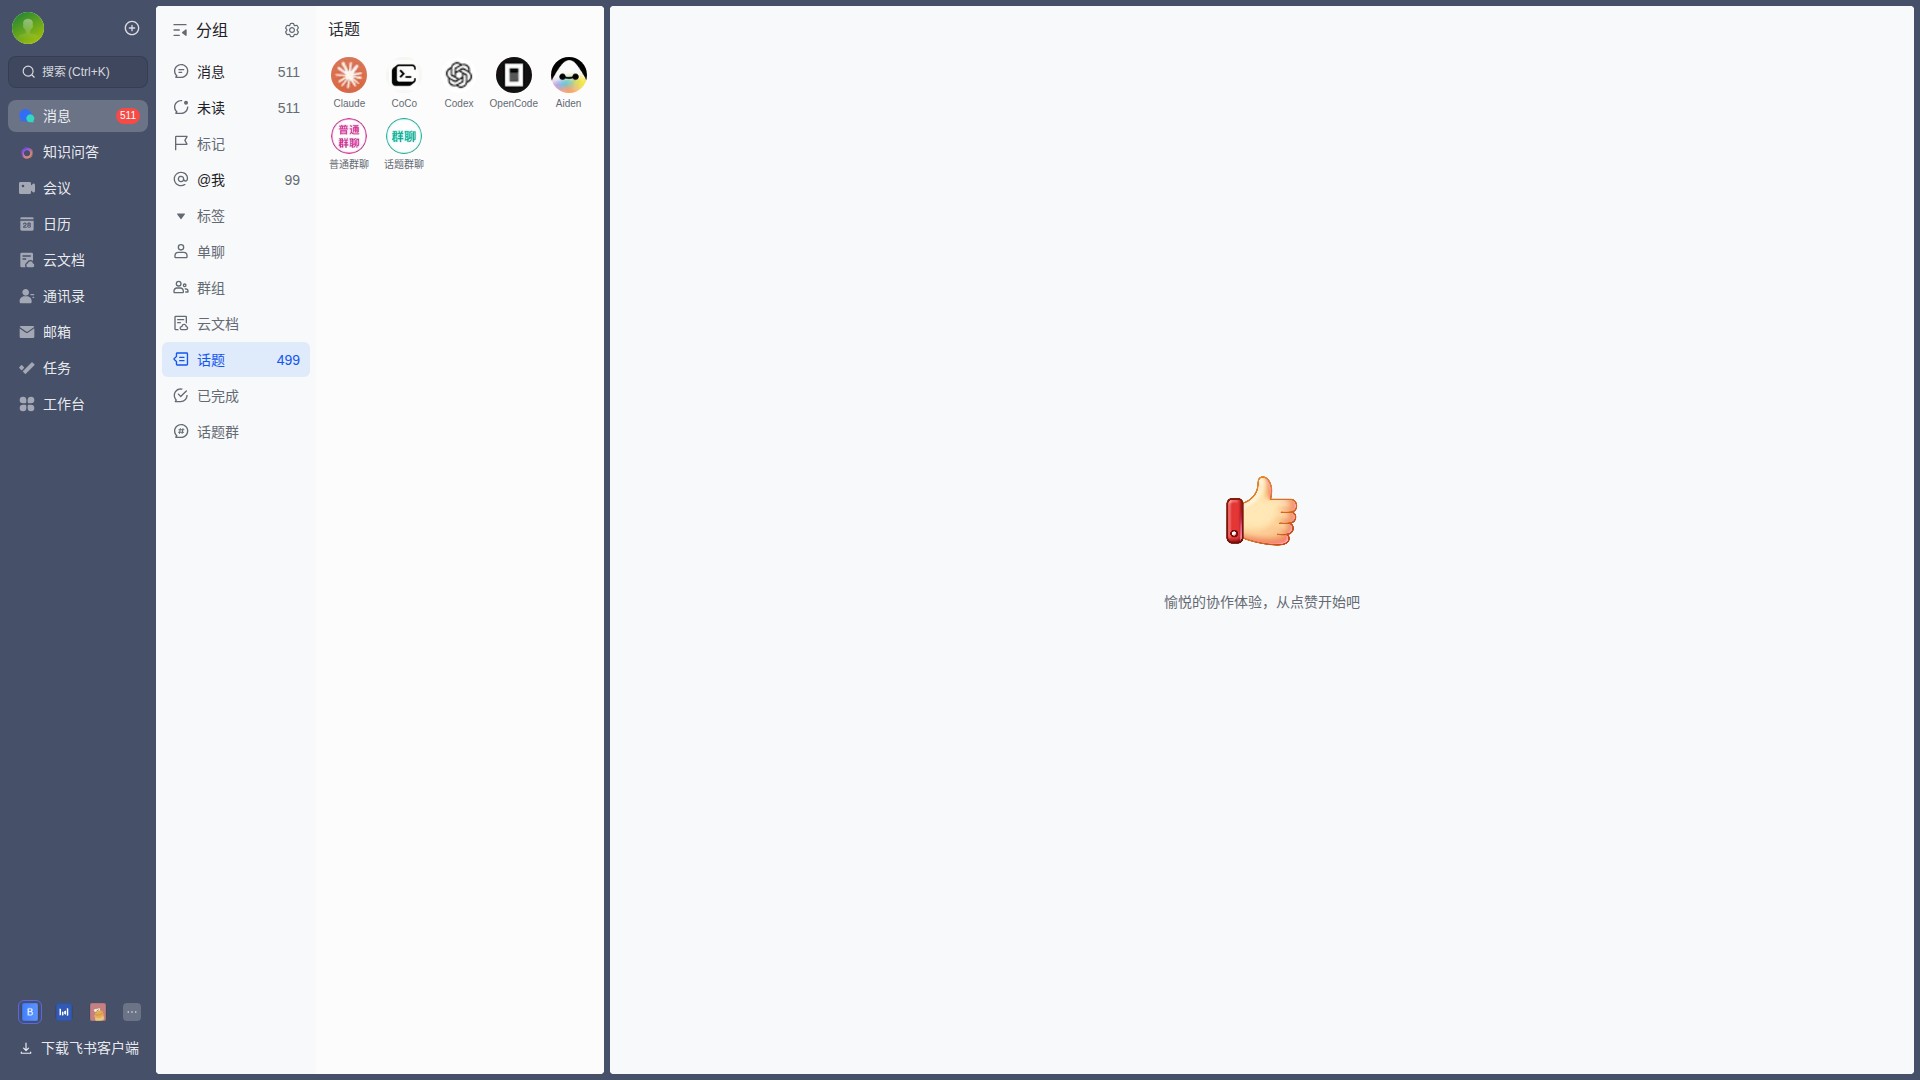 搜索 (Ctrl+K)
消息 511
知识问答
会议
日历
云文档
通讯录
邮箱
任务
工作台
B
下载飞书客户端
分组
消息 511
未读 511
标记
@我 99
标签
单聊
群组
云文档
话题 499
已完成
话题群
话题
Claude CoCo Codex OpenCode Aiden
普通
群聊
群聊
普通群聊 话题群聊
愉悦的协作体验，从点赞开始吧